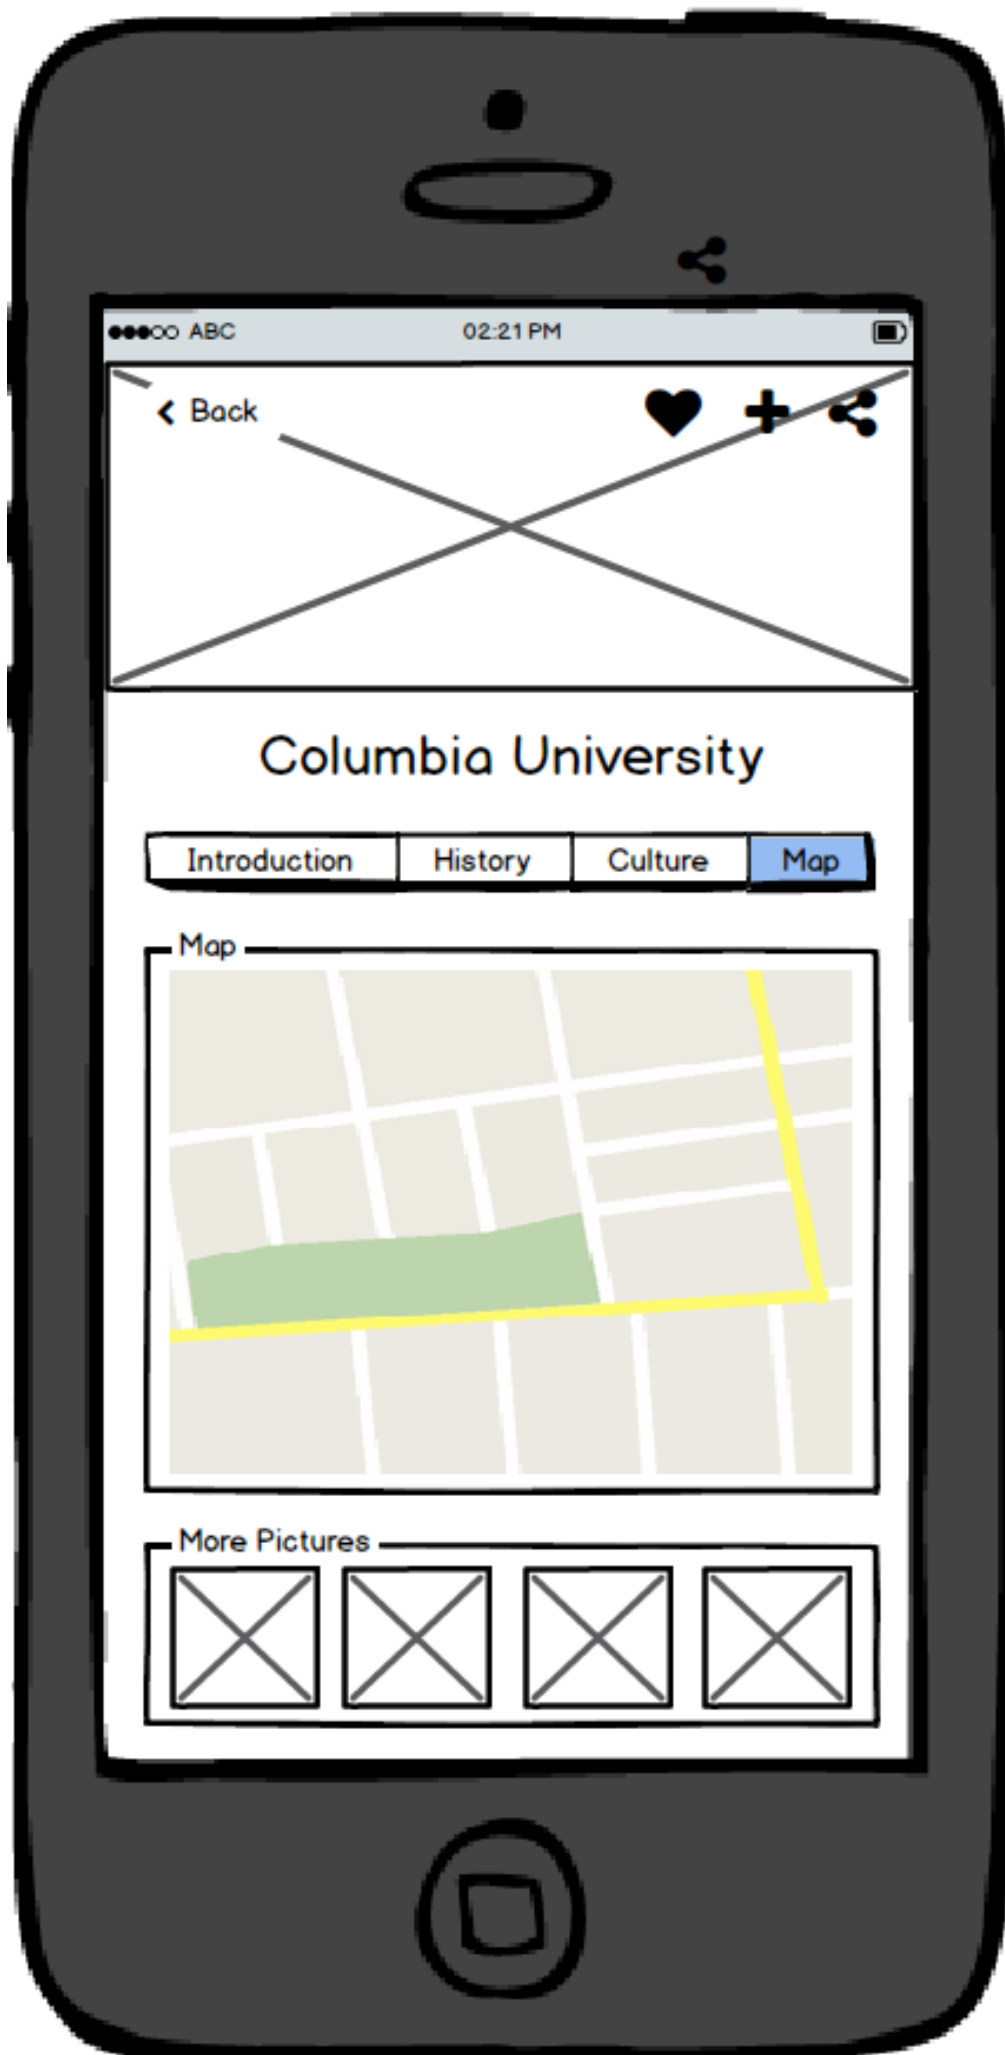 ABC 02:21 PM
Back
Columbia University
Introduction History Culture Map
Map
More Pictures